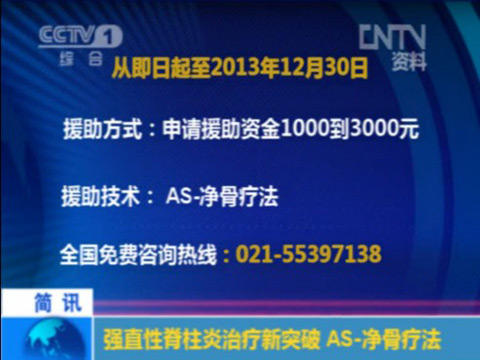 CCTV 1
综合
CNTV
资料
从即日起至2013年12月30日
援助方式：申请援助资金1000到3000元
援助技术： AS-净骨疗法
全国免费咨询热线：021-55397138
简讯
强直性脊柱炎治疗新突破 AS-净骨疗法